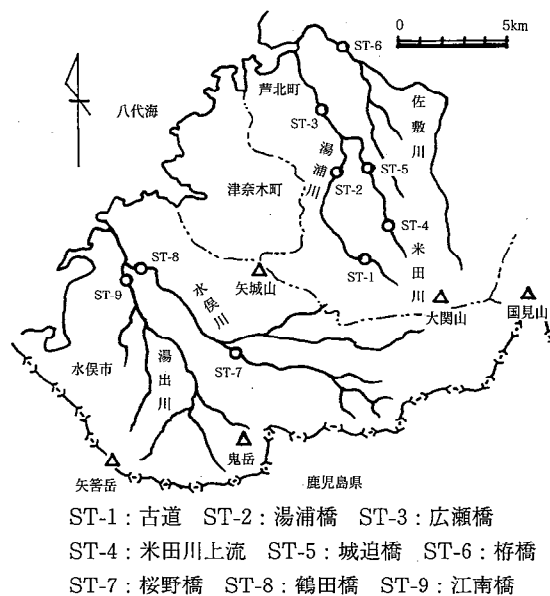 0 5km
ST-6
芦北町
佐敷川
八代海
ST-3
湯浦川
ST-5
ST-2
津奈木町
ST-4
米田川
ST-8
矢城山
ST-1
ST-9
水俣川
大関山
国見山
水俣市
湯出川
ST-7
鬼岳
矢筈岳
鹿児島県
ST-1：古道 ST-2：湯浦橋 ST-3：広瀬橋
ST-4：米田川上流 ST-5：城迫橋 ST-6：桍橋
ST-7：桜野橋 ST-8：鶴田橋 ST-9：江南橋